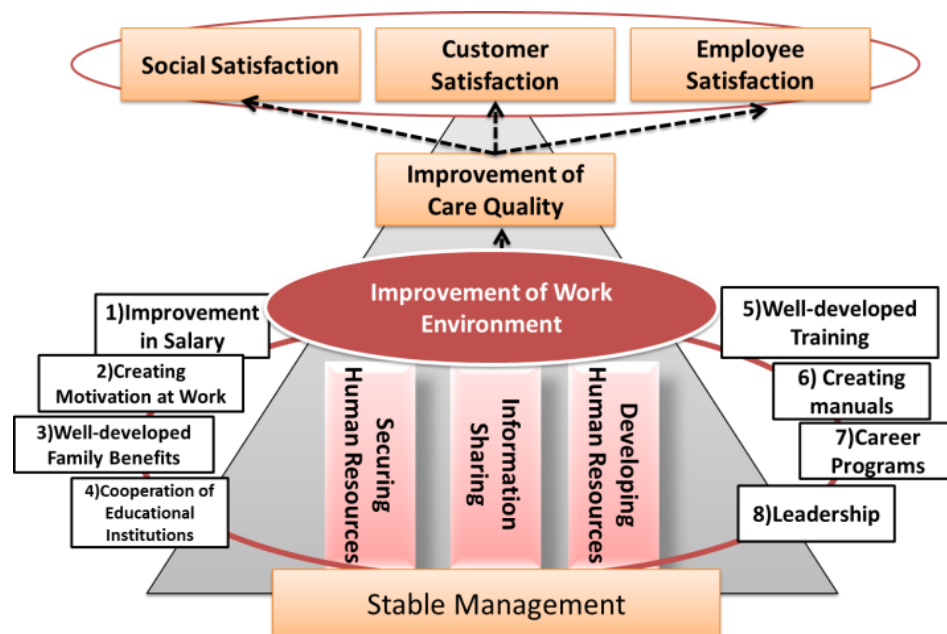 Social Satisfaction
Customer
Satisfaction
Employee
Satisfaction
Improvement of
Care Quality
Improvement of Work
Environment
1)Improvement
in Salary
2)Creating
Motivation at Work
3)Well-developed
Family Benefits
4)Cooperation of
Educational
Institutions
Securing
Human Resources
Information
Sharing
Developing
Human Resources
5)Well-developed
Training
6) Creating
manuals
7)Career
Programs
8)Leadership
Stable Management